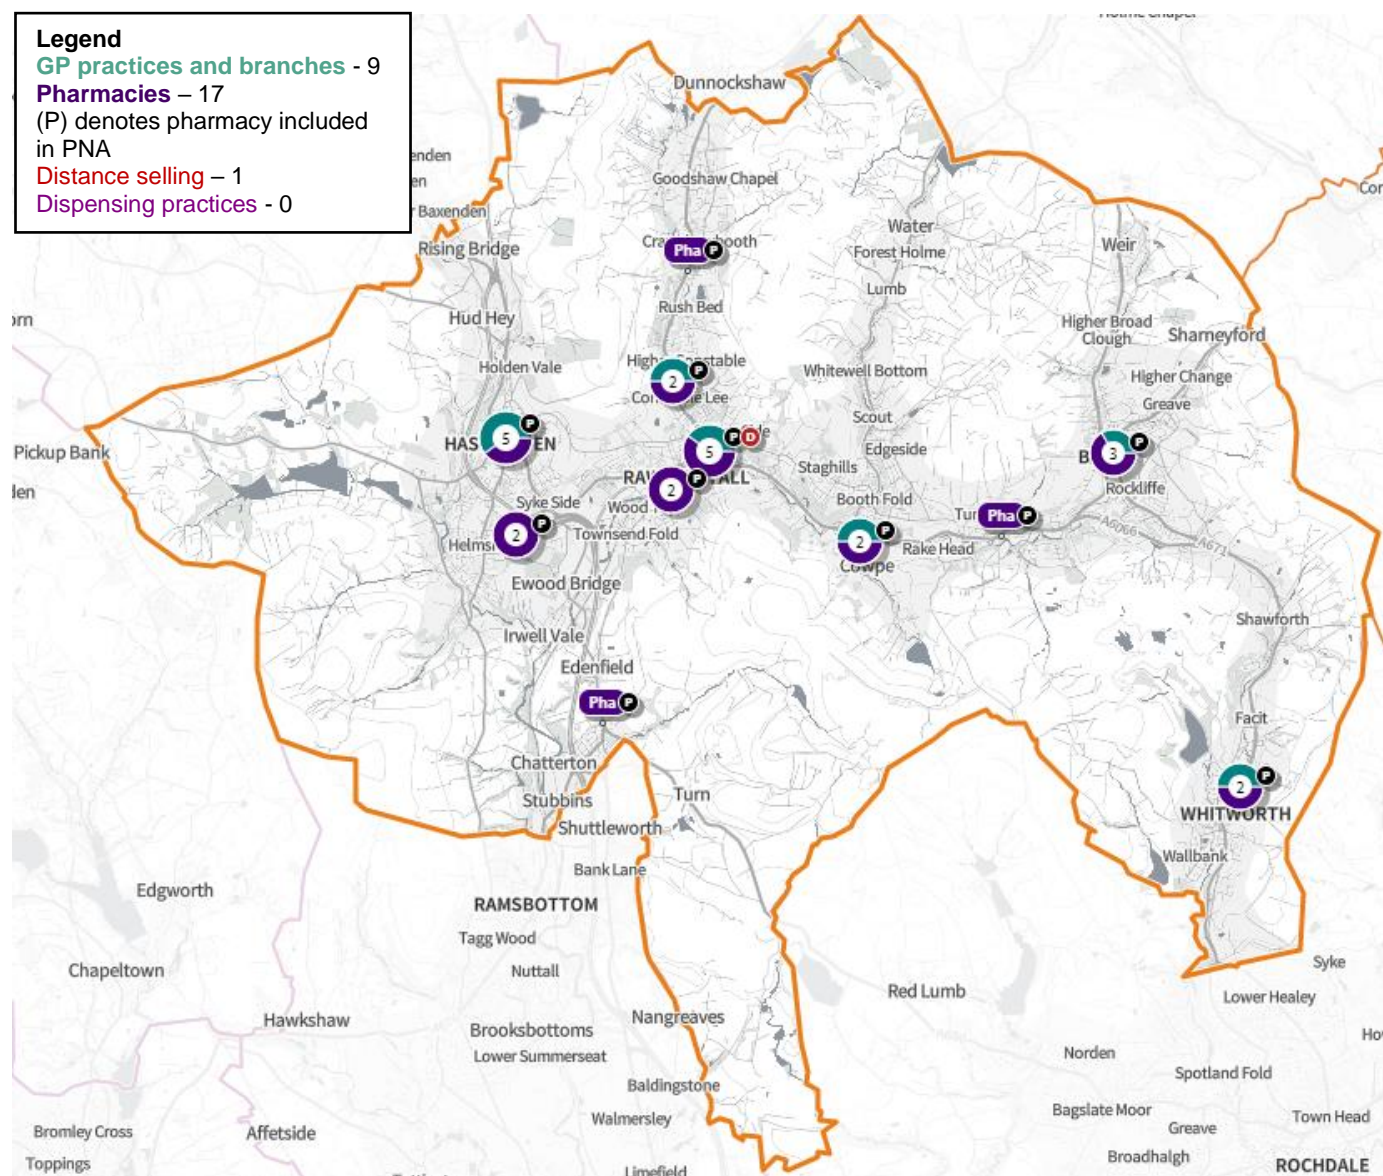 Legend
GP practices and branches - 9
Pharmacies – 17
(P) denotes pharmacy included
in PNA
Distance selling – 1
Dispensing practices - 0
Dunnockshaw
Goodshaw Chapel
Baxenden
Rising Bridge
Pha P
Water
Forest Holme
Weir
Lumb
Rush Bed
Hud Hey
Higher Broad
Clough
Sharneyford
Holden Vale
2 P
Whitewell Bottom
Higher Change
Greave
Scout
Pickup Bank
5 P
5 P D
Edgeside
3 P
Staghills
2 P
Rockliffe
Syke Side
Booth Fold
Pha P
2 P
Townsend Fold
2 P
Rake Head
A6066
A671
Cowpe
Ewood Bridge
Shawforth
Irwell Vale
Edenfield
Pha P
Facit
Chatterton
2 P
Stubbins
Turn
WHITWORTH
Shuttleworth
Wallbank
Bank Lane
Edgworth
RAMSBOTTOM
Tagg Wood
Chapeltown
Nuttall
Syke
Red Lumb
Lower Healey
Hawkshaw
Nangreaves
Brooksbottoms
Lower Summerseat
Norden
Spotland Fold
Baldingstone
Walmersley
Bagslate Moor
Town Head
Bromley Cross
Affetside
Greave
Broadhalgh
Toppings
Limefield
ROCHDALE